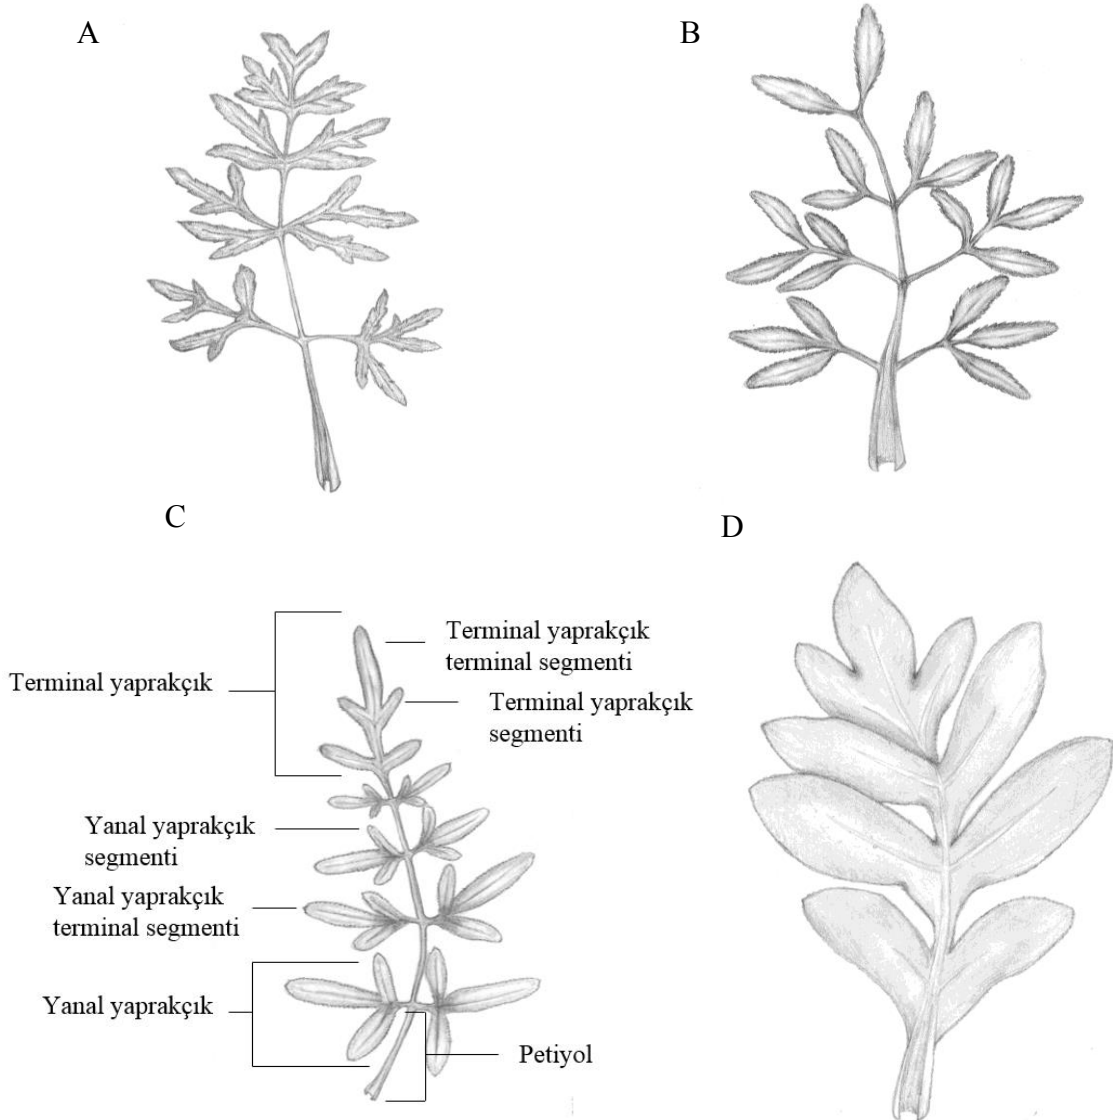 A
B
C
D
Terminal yaprakçık
Terminal yaprakçık
terminal segmenti
Terminal yaprakçık
segmenti
Yanal yaprakçık
segmenti
Yanal yaprakçık
terminal segmenti
Yanal yaprakçık
Petiyol